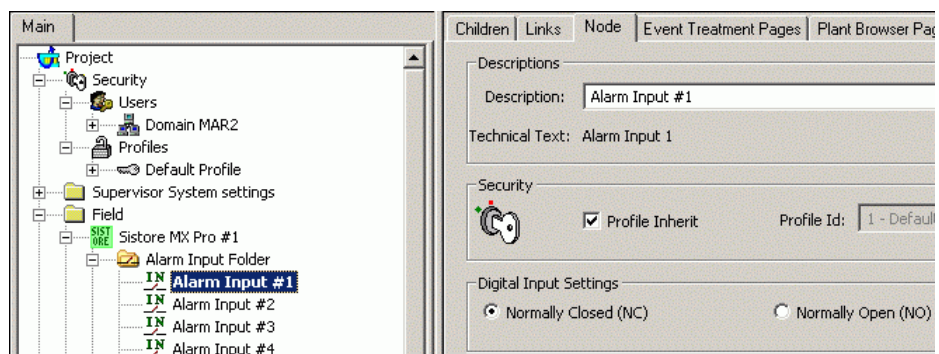 Main
Project
Security
Users
Domain MAR2
Profiles
Default Profile
Supervisor System settings
Field
SIST
ORE
Sistore MX Pro #1
Alarm Input Folder
IN Alarm Input #1
IN Alarm Input #2
IN Alarm Input #3
IN Alarm Input #4
Children Links Node Event Treatment Pages Plant Browser Pag
Descriptions
Description: Alarm Input #1
Technical Text: Alarm Input 1
Security
Profile Inherit Profile Id: 1 - Default
Digital Input Settings
Normally Closed (NC) Normally Open (NO)